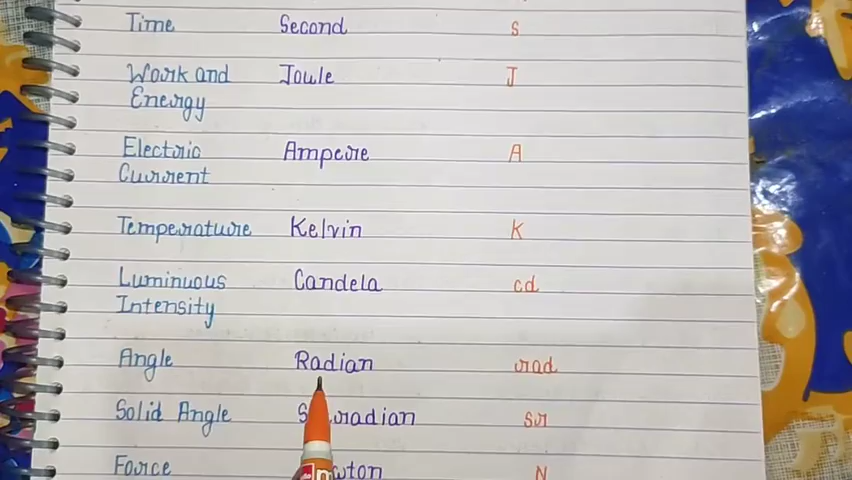 Time Second s
Work and Joule J
Energy
Electric Ampere A
Current
Temperature Kelvin K
Luminuous Candela cd
Intensity
Angle Radian rad
Solid Angle sr
Force N